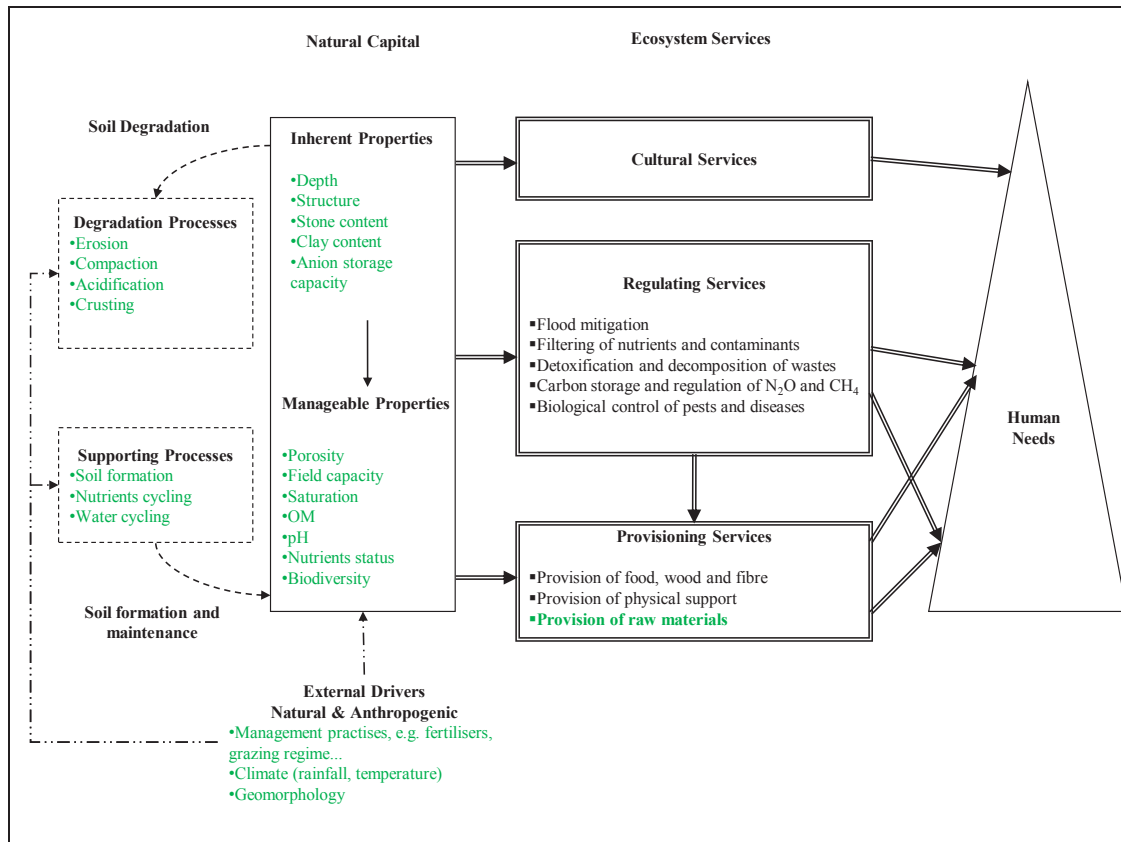 Natural Capital
Ecosystem Services
Soil Degradation
Inherent Properties
•Depth
•Structure
•Stone content
•Clay content
•Anion storage
capacity
Cultural Services
Degradation Processes
•Erosion
•Compaction
•Acidification
•Crusting
Regulating Services
▪Flood mitigation
▪Filtering of nutrients and contaminants
▪Detoxification and decomposition of wastes
▪Carbon storage and regulation of N₂O and CH₄
▪Biological control of pests and diseases
Manageable Properties
•Porosity
•Field capacity
•Saturation
•OM
•pH
•Nutrients status
•Biodiversity
Human
Needs
Supporting Processes
•Soil formation
•Nutrients cycling
•Water cycling
Provisioning Services
▪Provision of food, wood and fibre
▪Provision of physical support
▪Provision of raw materials
Soil formation and
maintenance
External Drivers
Natural & Anthropogenic
•Management practises, e.g. fertilisers,
grazing regime...
•Climate (rainfall, temperature)
•Geomorphology